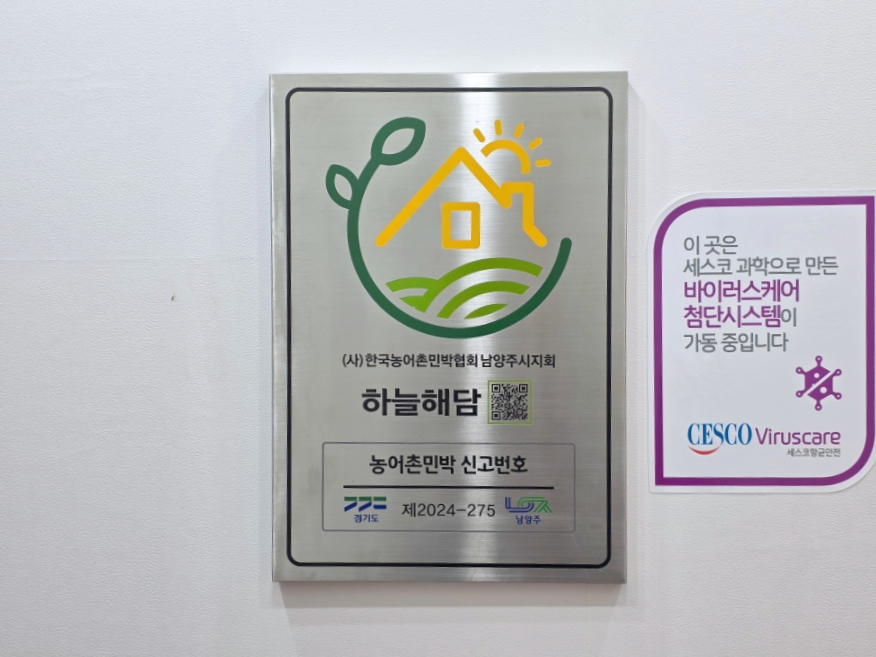 (사)한국농어촌민박협회 남양주시지회
하늘해담
농어촌민박 신고번호
경기도
제2024-275
남양주
이 곳은
세스코 과학으로 만든
바이러스케어
첨단시스템이
가동 중입니다
CESCO Viruscare
세스코항균안전